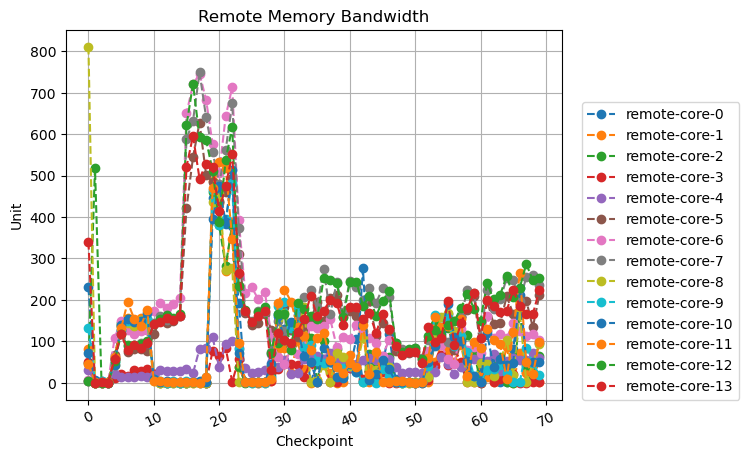 Remote Memory Bandwidth
Unit
800
700
600
500
400
300
200
100
0
0
10
20
30
40
50
60
70
Checkpoint
remote-core-0
remote-core-1
remote-core-2
remote-core-3
remote-core-4
remote-core-5
remote-core-6
remote-core-7
remote-core-8
remote-core-9
remote-core-10
remote-core-11
remote-core-12
remote-core-13